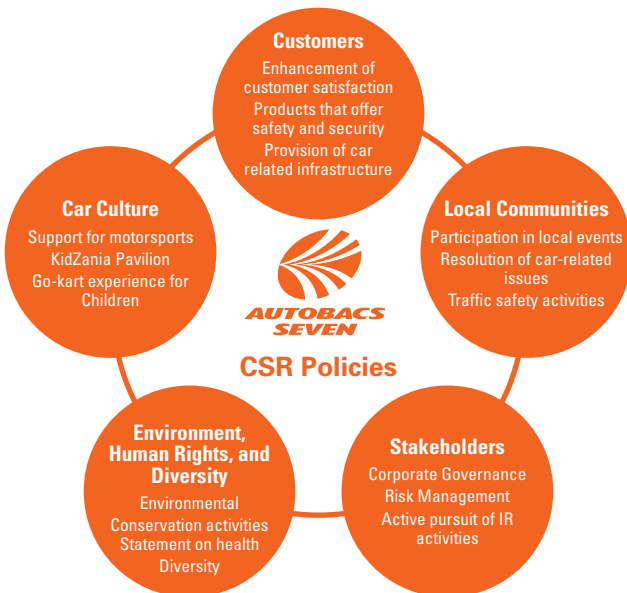 Customers
Enhancement of
customer satisfaction
Products that offer
safety and security
Provision of car
related infrastructure
Car Culture
Support for motorsports
KidZania Pavilion
Go-kart experience for
Children
Local Communities
Participation in local events
Resolution of car-related
issues
Traffic safety activities
AUTOBACS
SEVEN
CSR Policies
Environment,
Human Rights, and
Diversity
Environmental
Conservation activities
Statement on health
Diversity
Stakeholders
Corporate Governance
Risk Management
Active pursuit of IR
activities